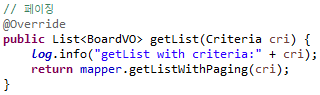 // 페이징
@Override
public List<BoardVO> getList(Criteria cri) {
    log.info("getList with criteria:" + cri);
    return mapper.getListWithPaging(cri);
}